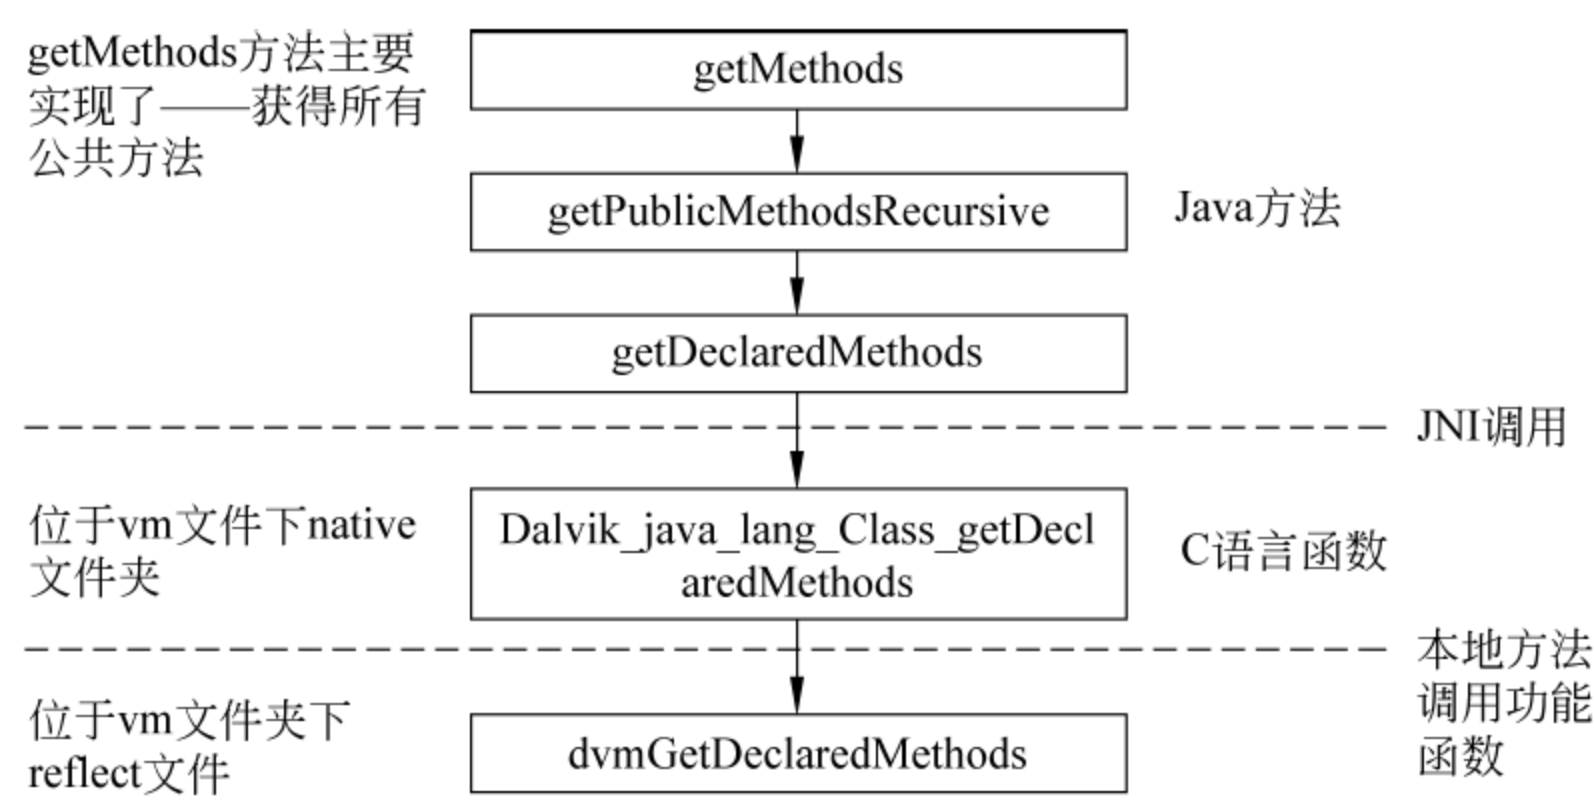 getMethods方法主要
实现了——获得所有
公共方法
getMethods
getPublicMethodsRecursive
Java方法
getDeclaredMethods
JNI调用
位于vm文件下native
文件夹
Dalvik_java_lang_Class_getDecl
aredMethods
C语言函数
本地方法
调用功能
函数
位于vm文件夹下
reflect文件
dvmGetDeclaredMethods